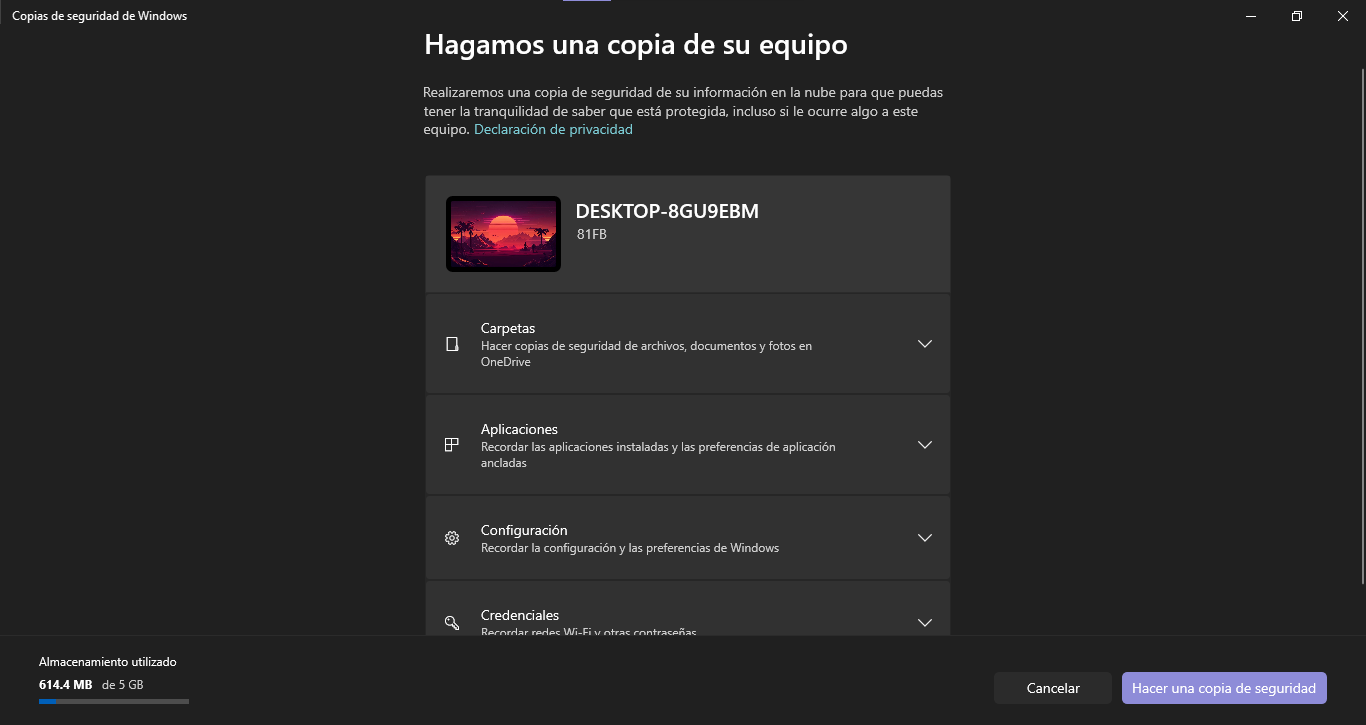 Copias de seguridad de Windows
Hagamos una copia de su equipo
Realizaremos una copia de seguridad de su información en la nube para que puedas
tener la tranquilidad de saber que está protegida, incluso si le ocurre algo a este
equipo. Declaración de privacidad
DESKTOP-8GU9EBM
81FB
Carpetas
Hacer copias de seguridad de archivos, documentos y fotos en
OneDrive
Aplicaciones
Recordar las aplicaciones instaladas y las preferencias de aplicación
ancladas
Configuración
Recordar la configuración y las preferencias de Windows
Credenciales
Recordar redes Wi-Fi y otras contraseñas
Almacenamiento utilizado
614.4 MB de 5 GB
Cancelar
Hacer una copia de seguridad